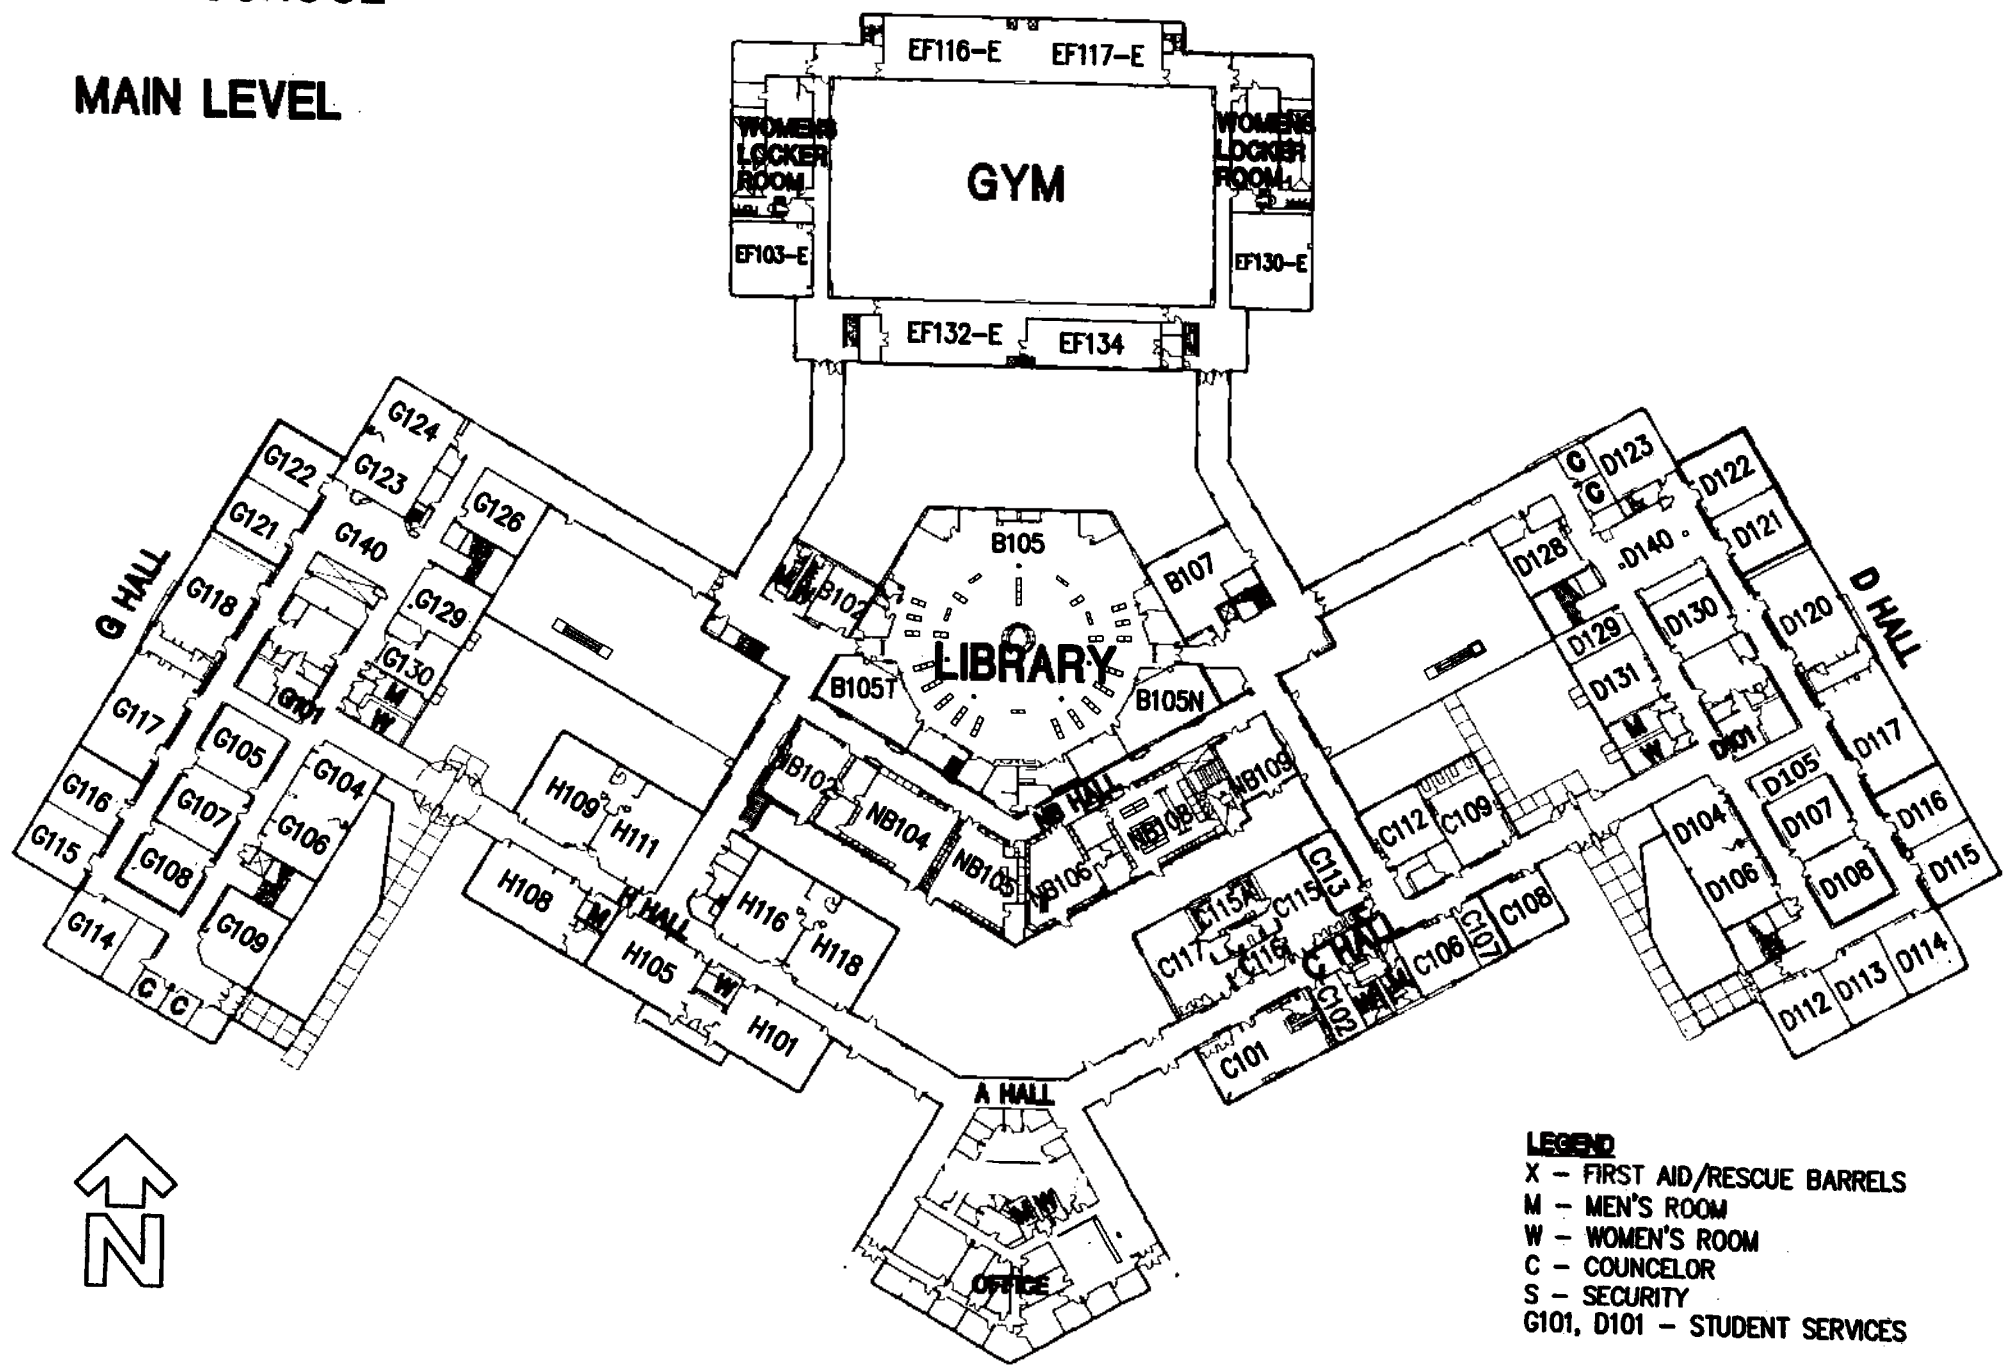 MAIN LEVEL
EF116-E
EF117-E
WOMENS
LOCKER
ROOM
GYM
WOMENS
LOCKER
ROOM
EF103-E
EF130-E
EF132-E
EF134
G124
G123
G122
G121
G126
G140
G118
G129
G HALL
G130
M
W
G117
G101
G105
G104
G116
G107
G106
G115
G108
G109
G114
C
C
B105
M
W
B102
B107
LIBRARY
B105T
B105N
NB102
NB HALL
NB109
NB104
NB108
NB105
NB106
D123
C
C
D122
D121
D128
D140
D130
D120
D HALL
D129
D131
M
W
D101
D117
D105
D104
D107
D116
D106
D108
D115
D114
D113
D112
H109
H111
H108
M
H HALL
H116
H105
H118
W
H101
C112
C109
C113
C115
C115A
C117
C116
C HALL
C106
C107
C108
C102
W
M
C101
A HALL
M W
OFFICE
N
LEGEND
X – FIRST AID/RESCUE BARRELS
M – MEN'S ROOM
W – WOMEN'S ROOM
C – COUNCELOR
S – SECURITY
G101, D101 – STUDENT SERVICES